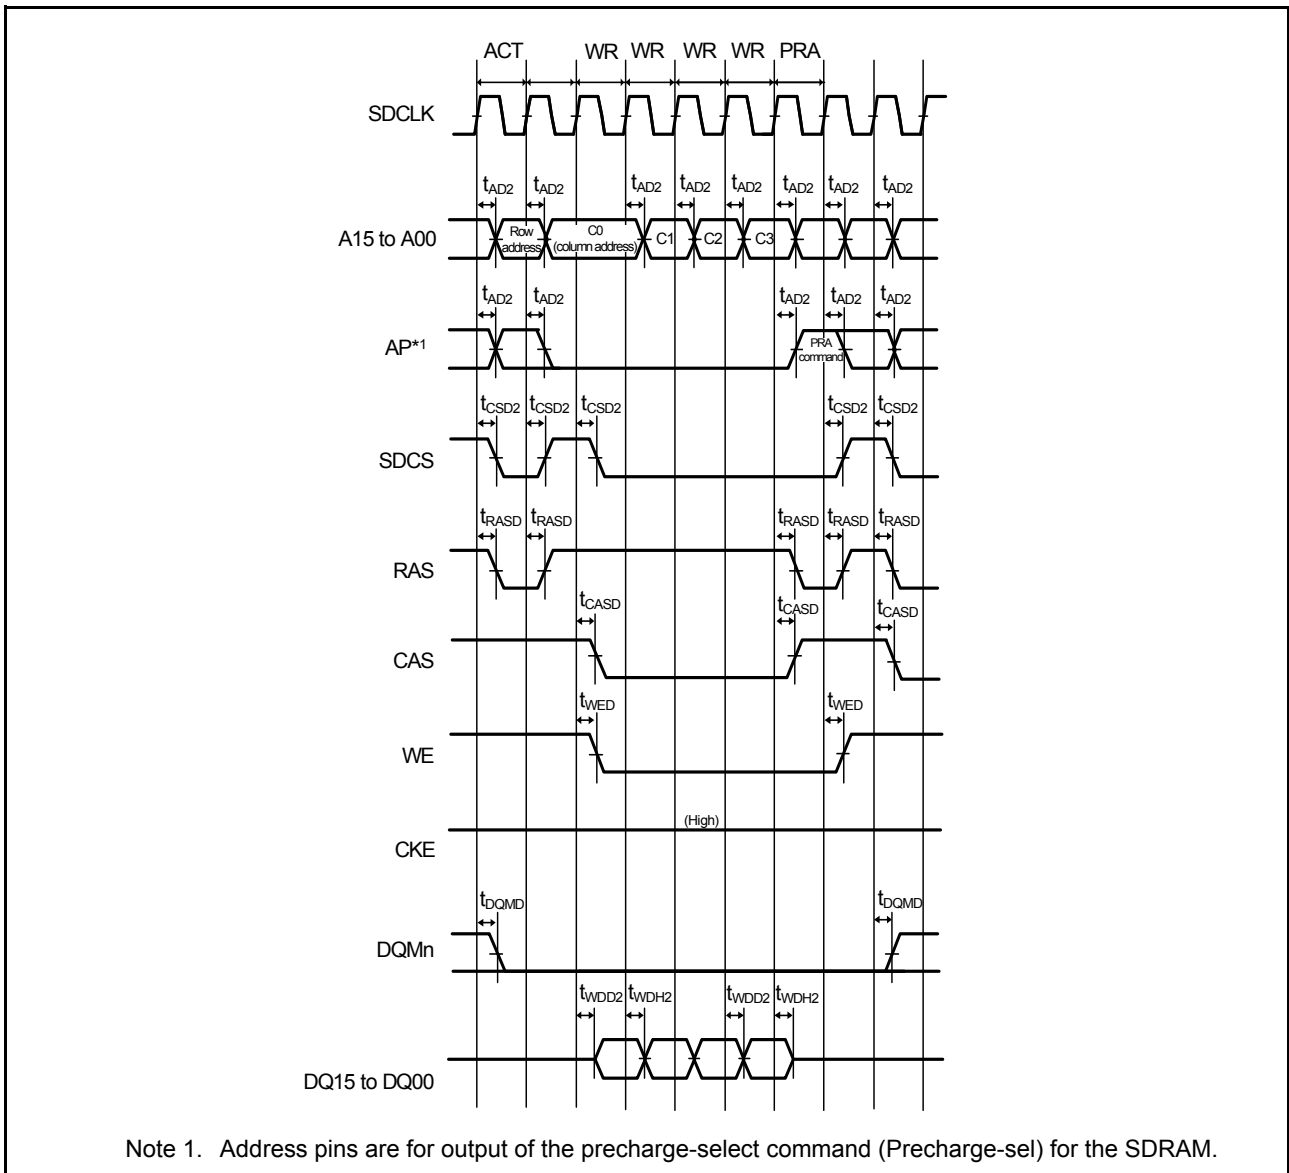 ACT WR WR WR WR PRA
SDCLK
tAD2 tAD2 tAD2 tAD2 tAD2 tAD2 tAD2 tAD2
A15 to A00
Row
address
C0
(column address)
C1 C2 C3
tAD2 tAD2 tAD2 tAD2 tAD2
AP*1
PRA
command
tCSD2 tCSD2 tCSD2 tCSD2 tCSD2
SDCS
tRASD tRASD tRASD tRASD tRASD
RAS
tCASD tCASD tCASD
CAS
tWED tWED
WE
(High)
CKE
tDQMD tDQMD
DQMn
tWDD2 tWDH2 tWDD2 tWDH2
DQ15 to DQ00
Note 1. Address pins are for output of the precharge-select command (Precharge-sel) for the SDRAM.